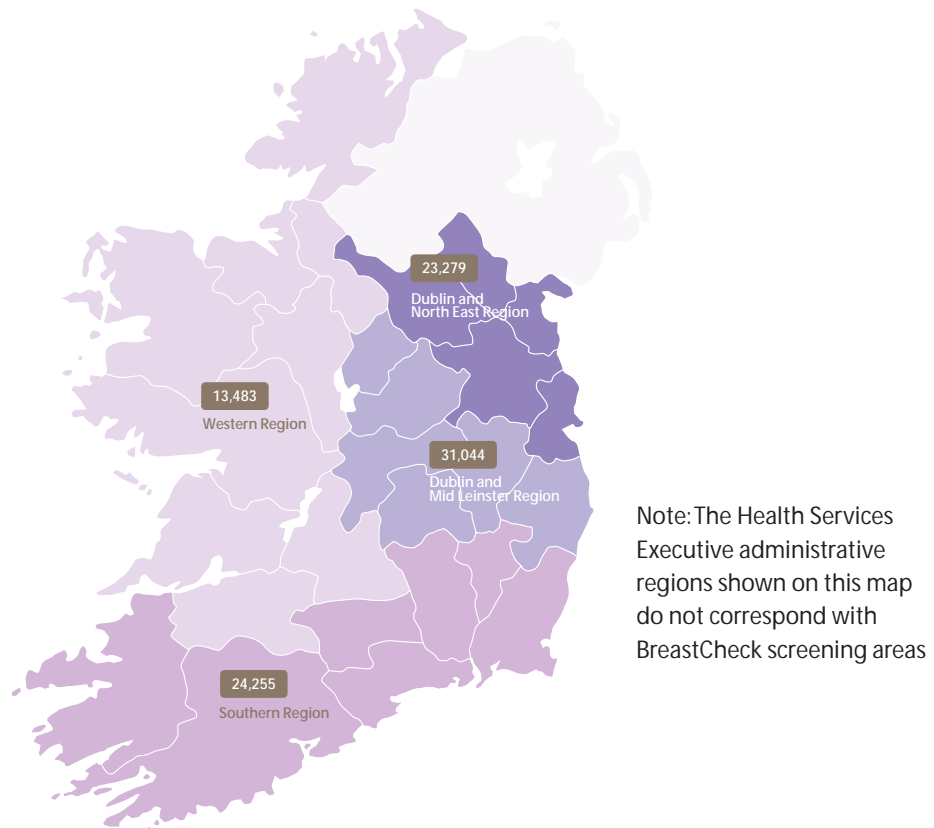 23,279
Dublin and
North East Region
13,483
Western Region
31,044
Dublin and
Mid Leinster Region
Note: The Health Services
Executive administrative
regions shown on this map
do not correspond with
BreastCheck screening areas
24,255
Southern Region